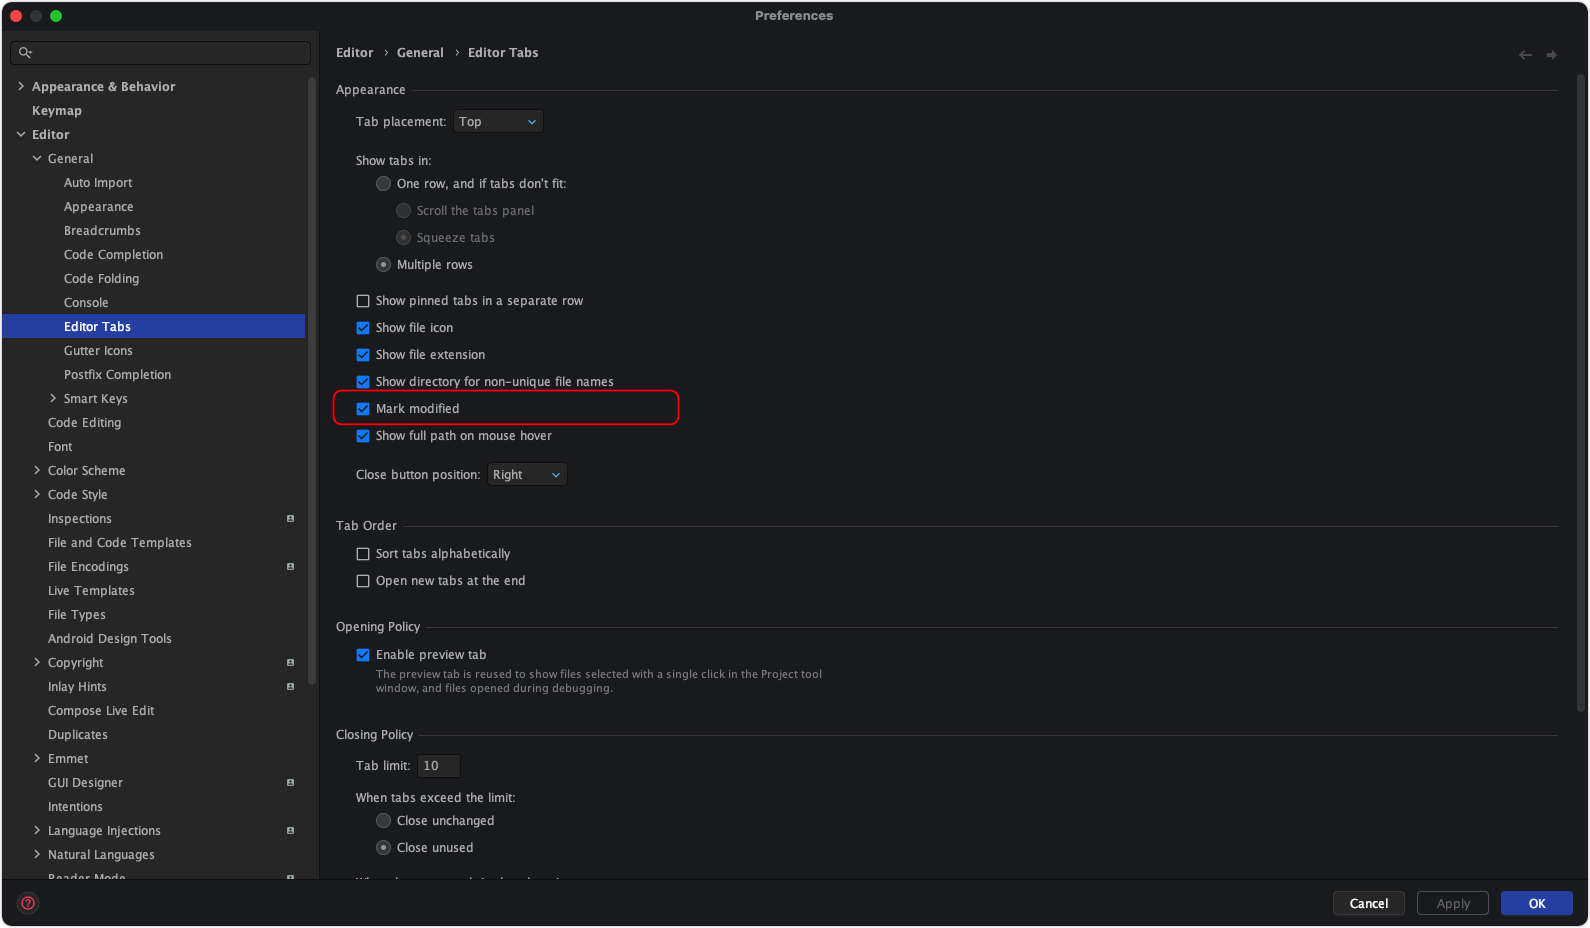 Preferences
Editor › General › Editor Tabs
Appearance & Behavior
Keymap
Editor
General
Auto Import
Appearance
Breadcrumbs
Code Completion
Code Folding
Console
Editor Tabs
Gutter Icons
Postfix Completion
Smart Keys
Code Editing
Font
Color Scheme
Code Style
Inspections
File and Code Templates
File Encodings
Live Templates
File Types
Android Design Tools
Copyright
Inlay Hints
Compose Live Edit
Duplicates
Emmet
GUI Designer
Intentions
Language Injections
Natural Languages
Reader Mode
Appearance
Tab placement: Top
Show tabs in:
One row, and if tabs don't fit:
Scroll the tabs panel
Squeeze tabs
Multiple rows
Show pinned tabs in a separate row
Show file icon
Show file extension
Show directory for non-unique file names
Mark modified
Show full path on mouse hover
Close button position: Right
Tab Order
Sort tabs alphabetically
Open new tabs at the end
Opening Policy
Enable preview tab
The preview tab is reused to show files selected with a single click in the Project tool
window, and files opened during debugging.
Closing Policy
Tab limit: 10
When tabs exceed the limit:
Close unchanged
Close unused
Cancel
Apply
OK